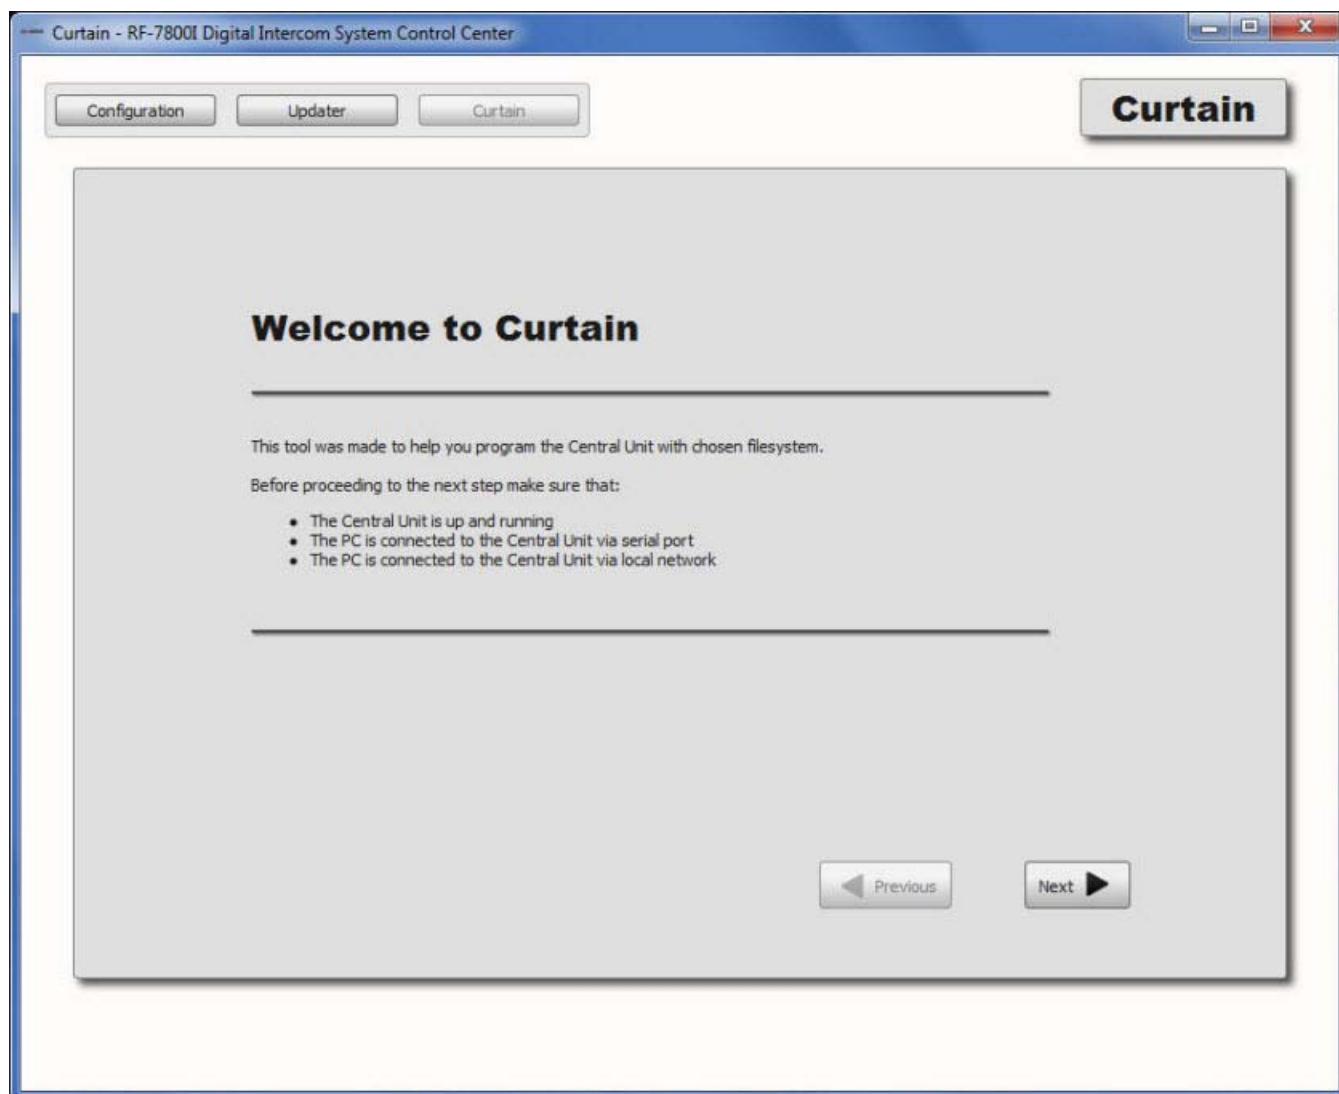 Curtain - RF-7800I Digital Intercom System Control Center
Configuration
Updater
Curtain
Curtain
Welcome to Curtain
This tool was made to help you program the Central Unit with chosen filesystem.
Before proceeding to the next step make sure that:
• The Central Unit is up and running
• The PC is connected to the Central Unit via serial port
• The PC is connected to the Central Unit via local network
Previous
Next